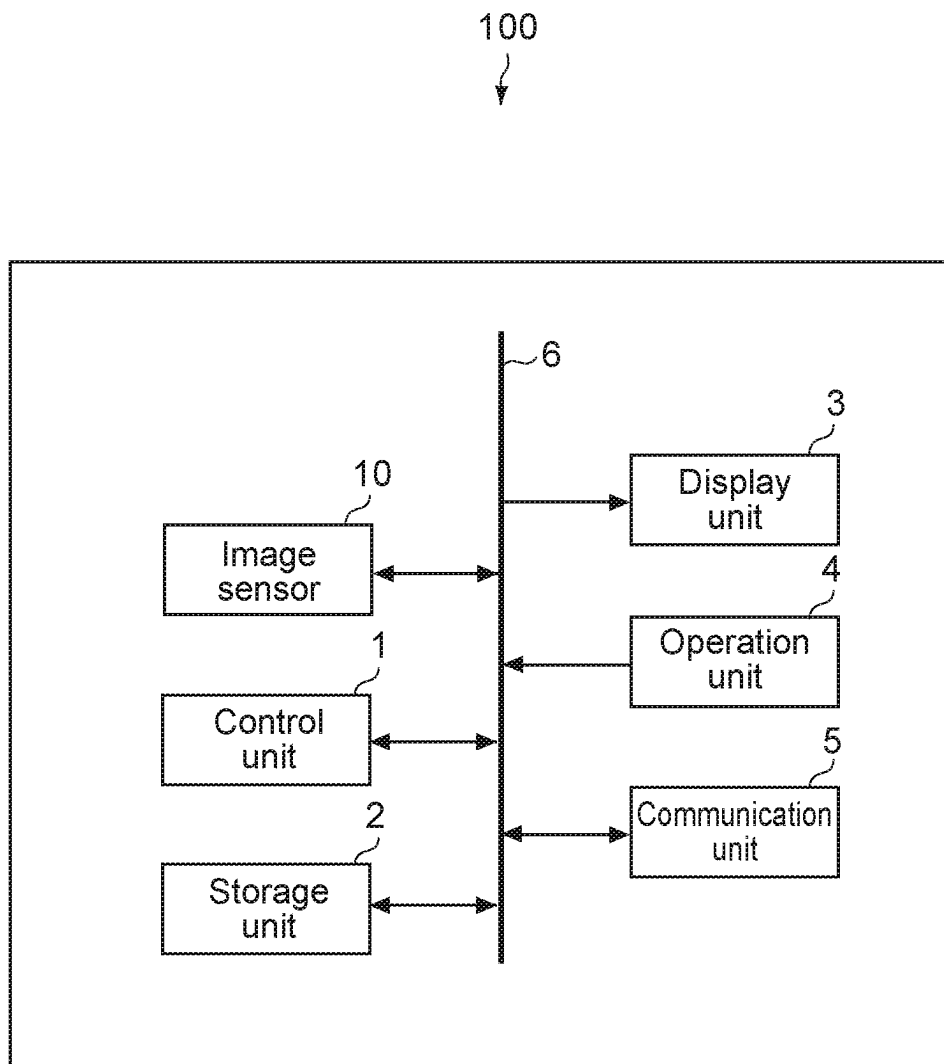 100
6
3
Display
unit
10
Image
sensor
4
Operation
unit
1
Control
unit
5
Communication
unit
2
Storage
unit